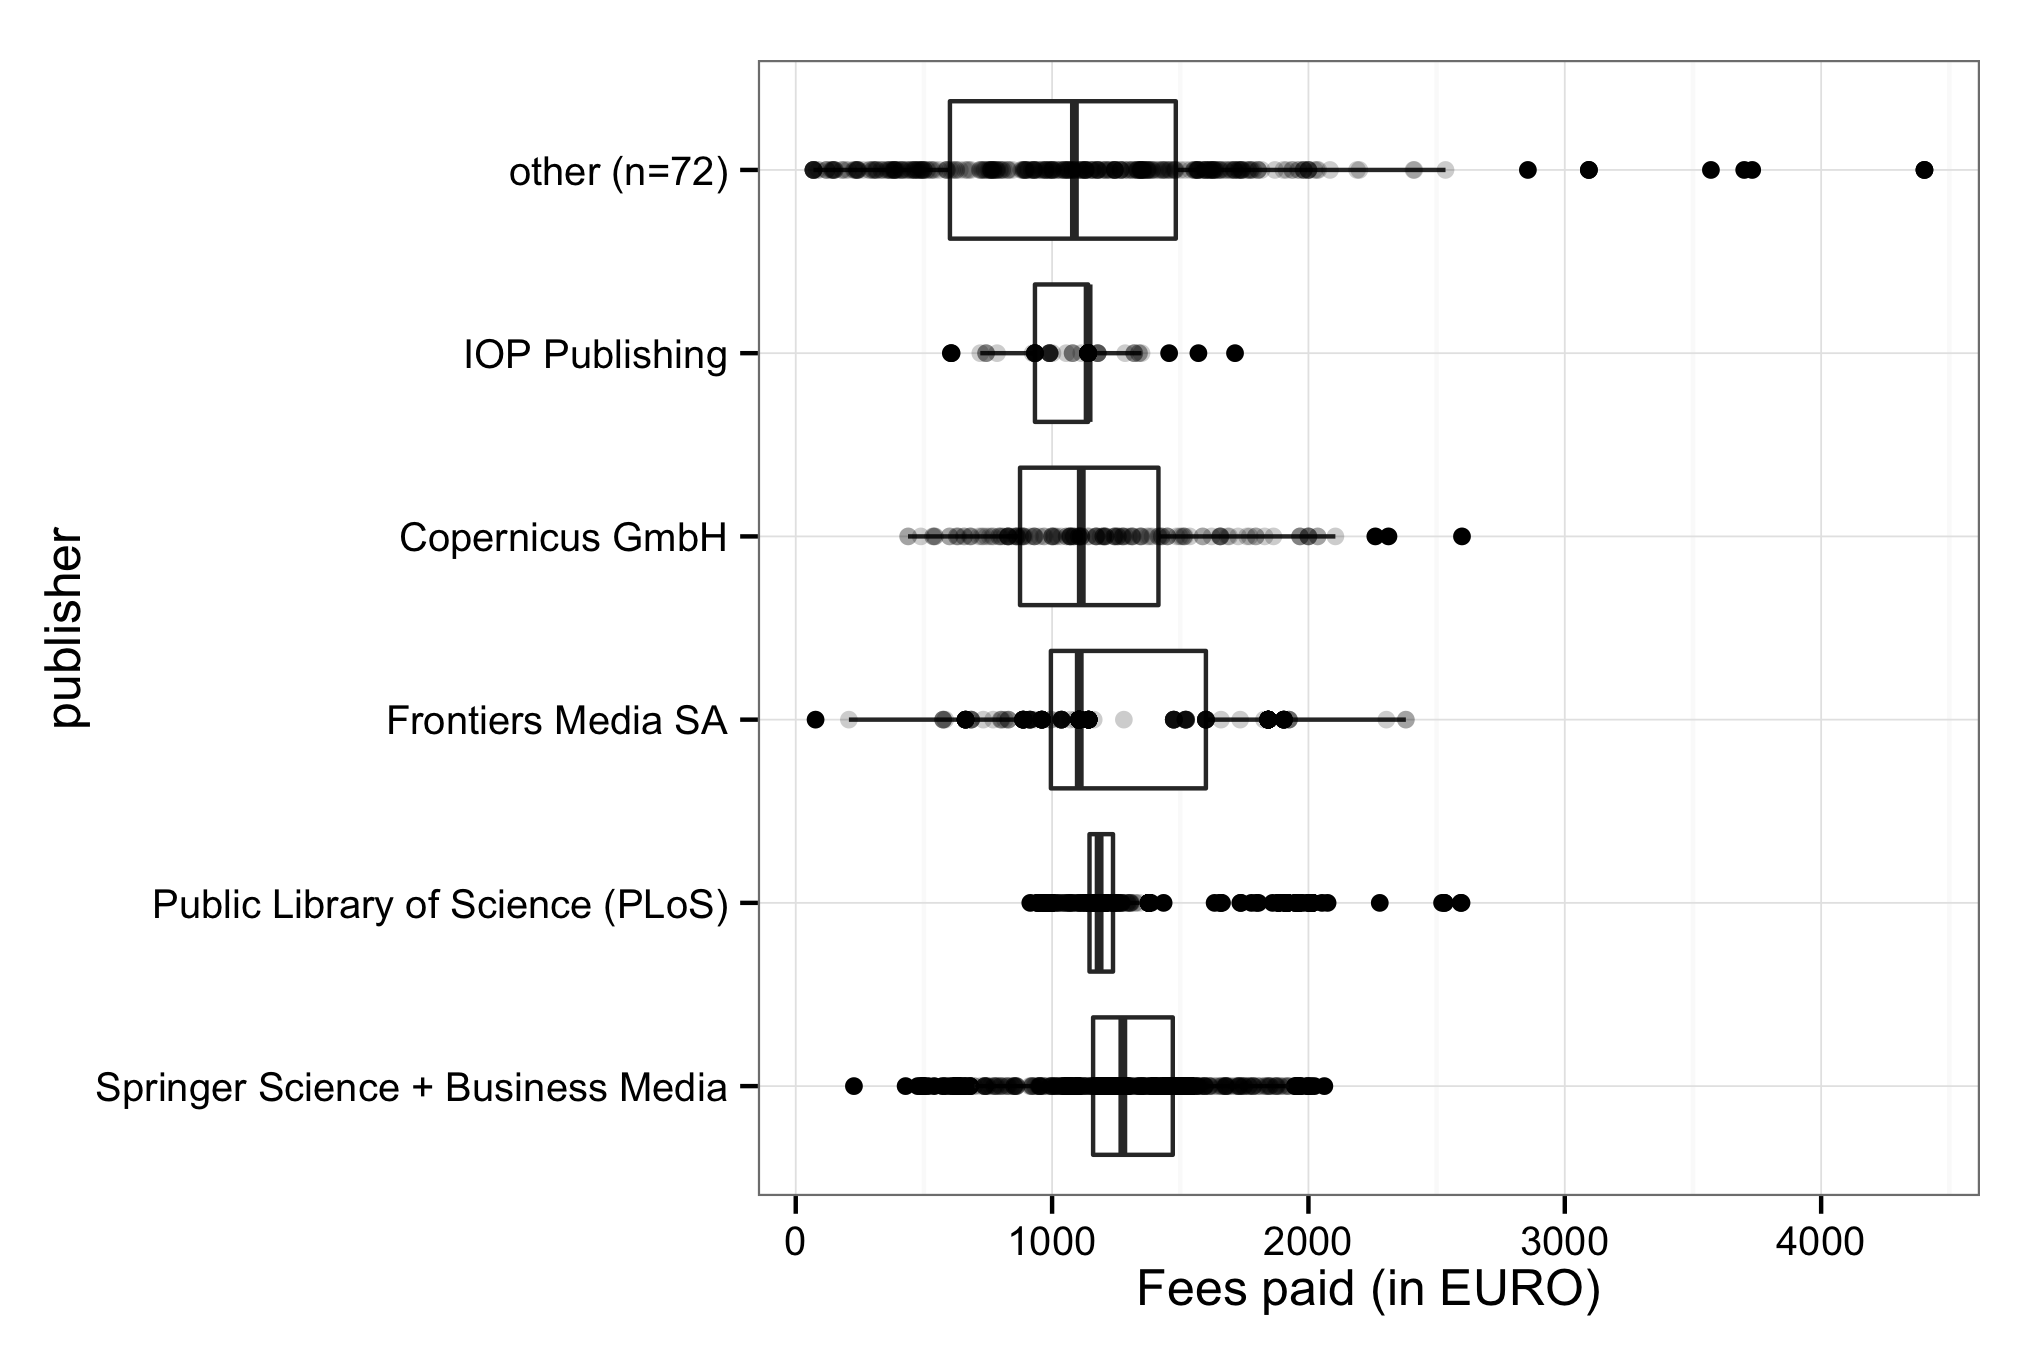 publisher
other (n=72)
IOP Publishing
Copernicus GmbH
Frontiers Media SA
Public Library of Science (PLoS)
Springer Science + Business Media
0 1000 2000 3000 4000
Fees paid (in EURO)